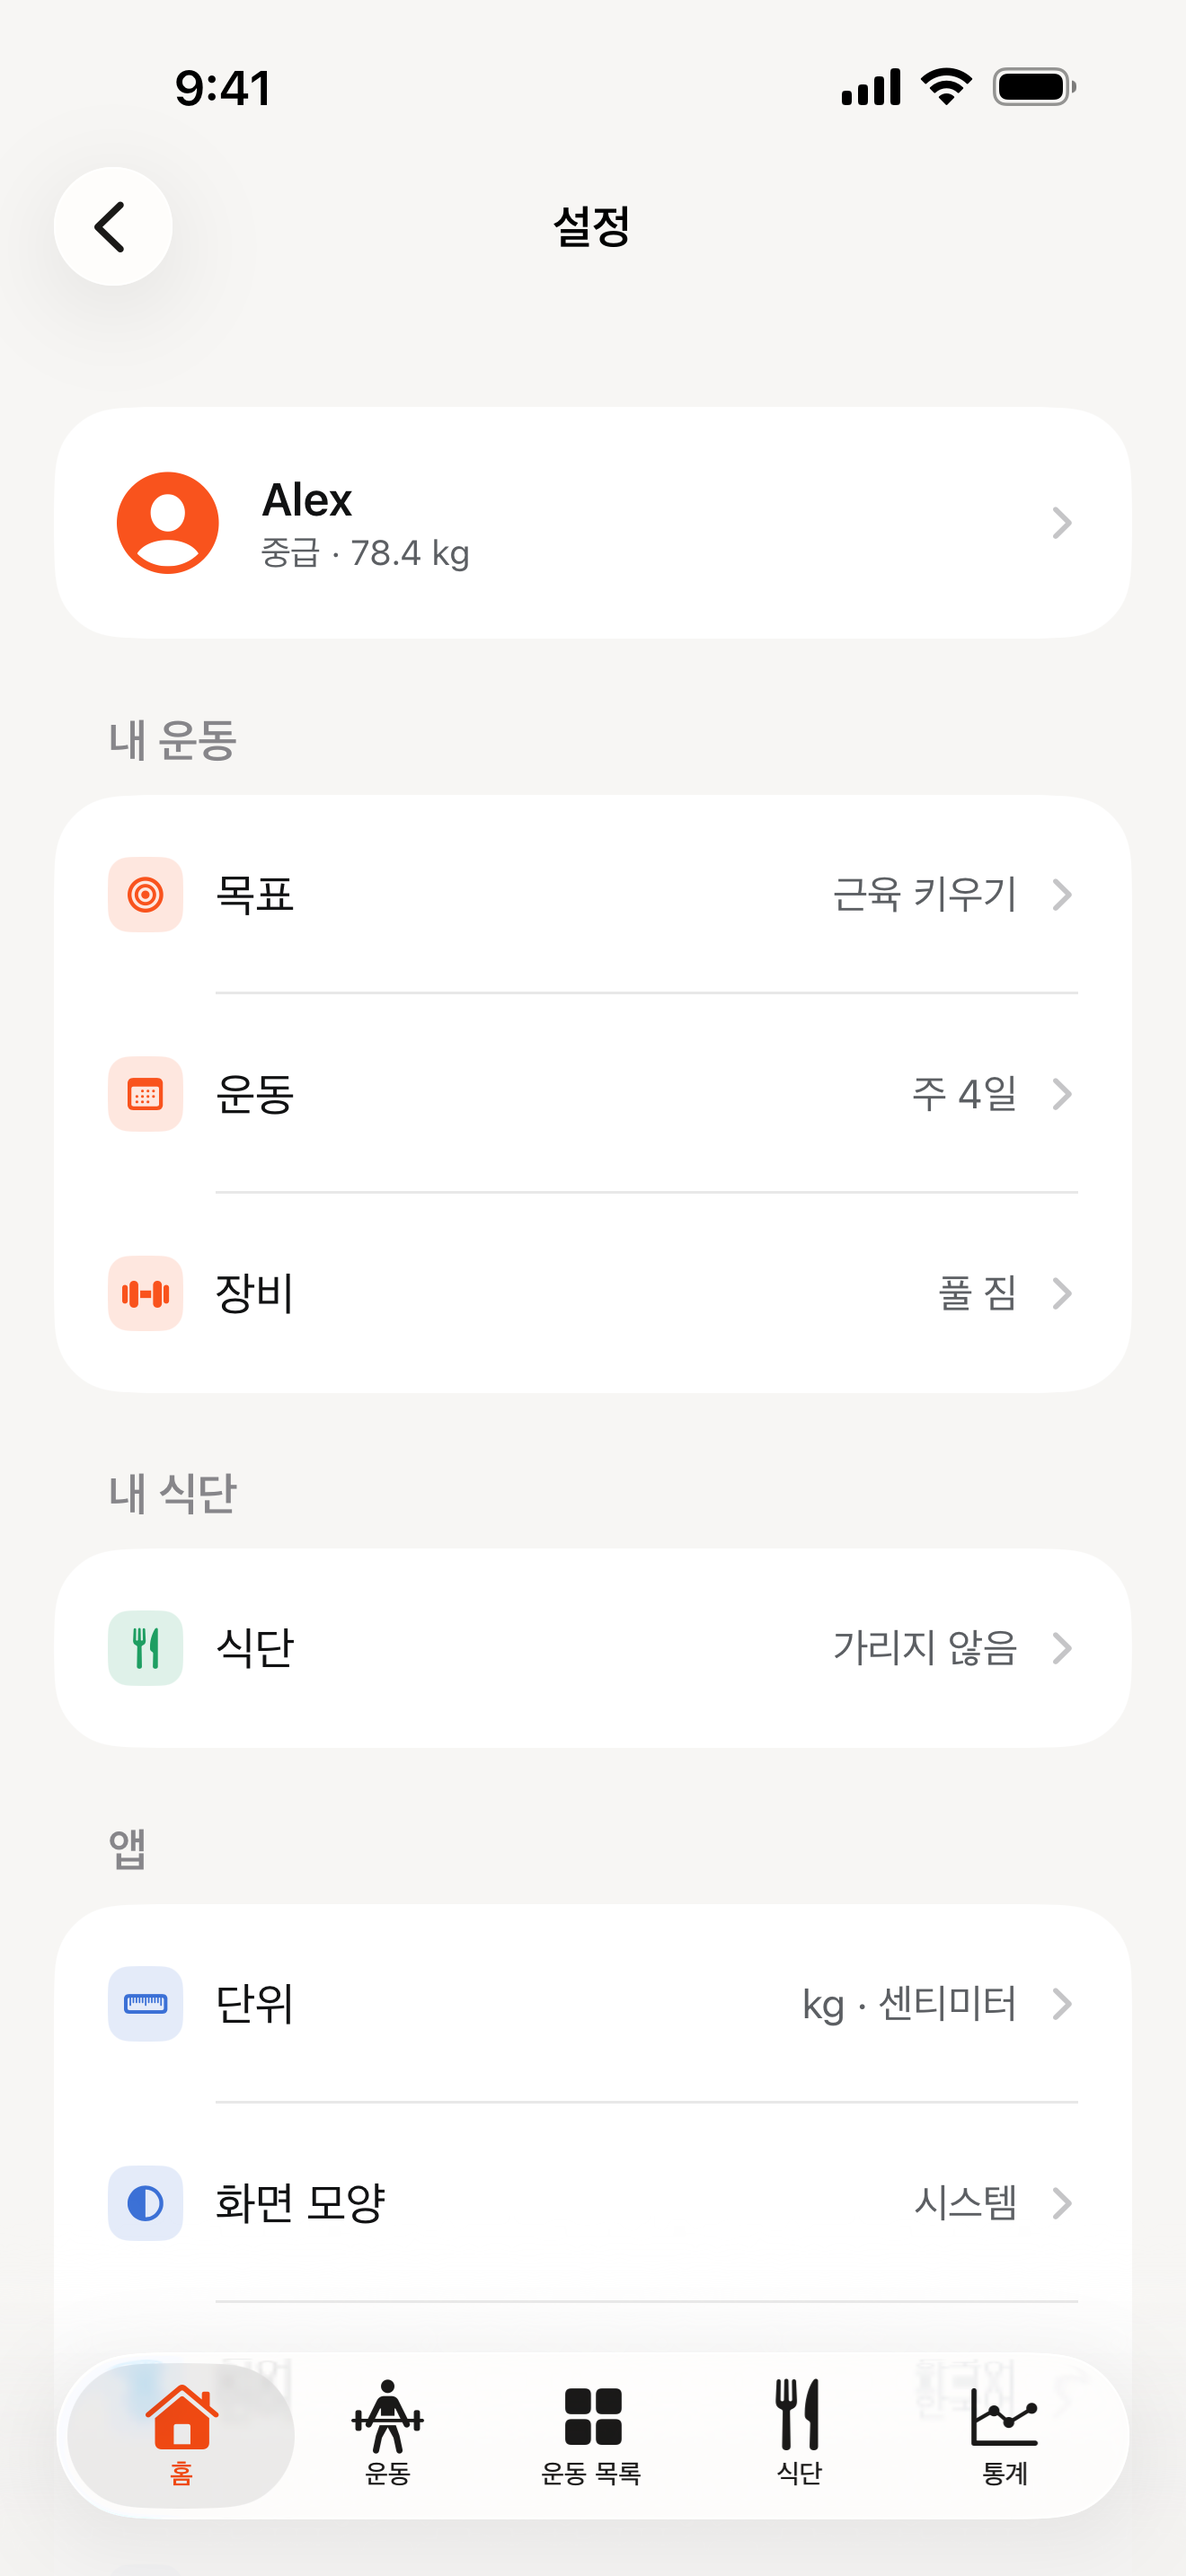 9:41
설정
Alex
중급 · 78.4 kg
내 운동
목표
근육 키우기
운동
주 4일
장비
풀 짐
내 식단
식단
가리지 않음
앱
단위
kg · 센티미터
화면 모양
시스템
홈
운동
운동 목록
식단
통계